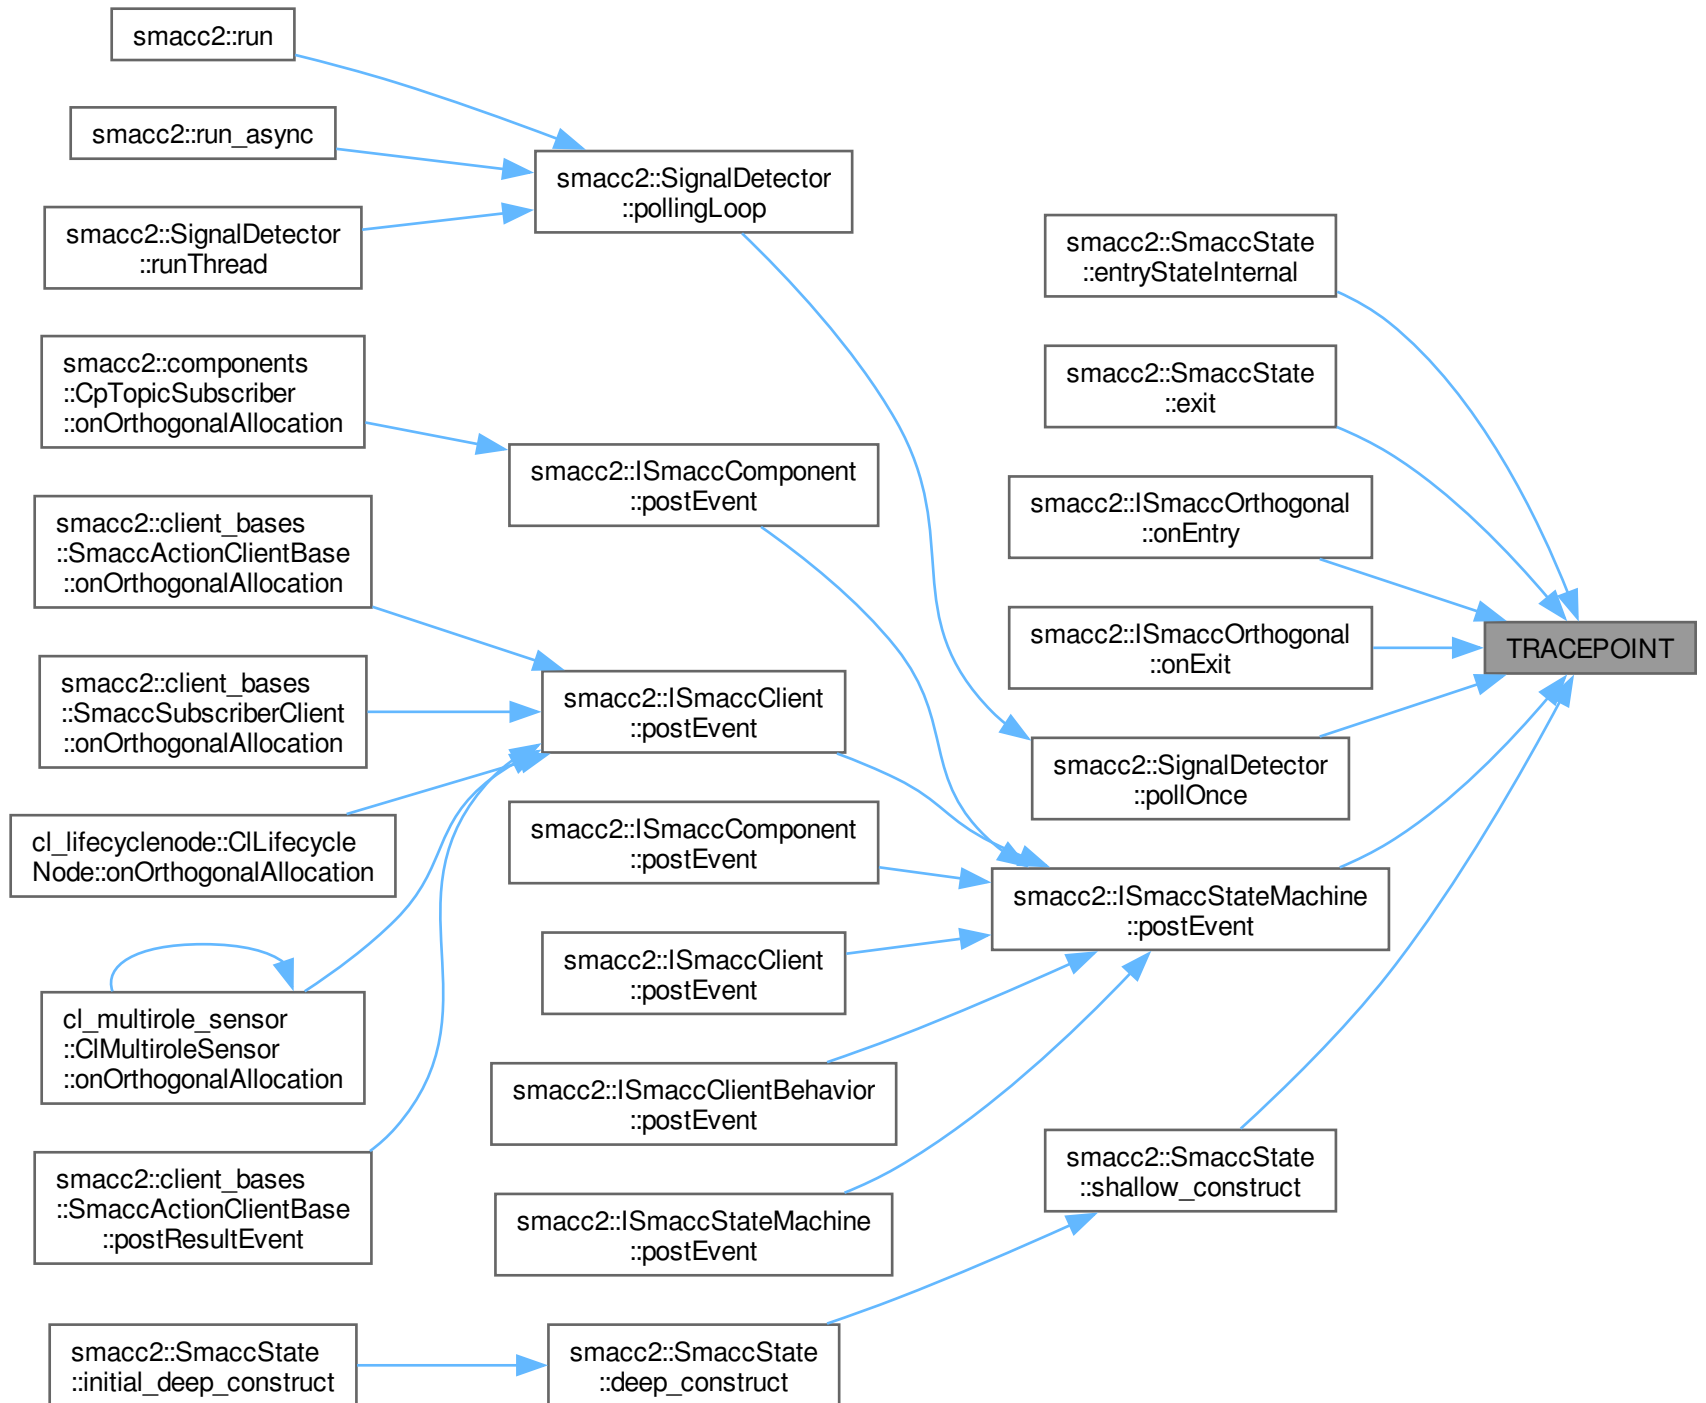 smacc2::run
smacc2::run_async
smacc2::SignalDetector
::runThread
smacc2::components
::CpTopicSubscriber
::onOrthogonalAllocation
smacc2::client_bases
::SmaccActionClientBase
::onOrthogonalAllocation
smacc2::client_bases
::SmaccSubscriberClient
::onOrthogonalAllocation
cl_lifecyclenode::ClLifecycle
Node::onOrthogonalAllocation
cl_multirole_sensor
::ClMultiroleSensor
::onOrthogonalAllocation
smacc2::client_bases
::SmaccActionClientBase
::postResultEvent
smacc2::SmaccState
::initial_deep_construct
smacc2::SignalDetector
::pollingLoop
smacc2::ISmaccComponent
::postEvent
smacc2::ISmaccClient
::postEvent
smacc2::ISmaccComponent
::postEvent
smacc2::ISmaccClient
::postEvent
smacc2::ISmaccClientBehavior
::postEvent
smacc2::ISmaccStateMachine
::postEvent
smacc2::SmaccState
::deep_construct
smacc2::SmaccState
::entryStateInternal
smacc2::SmaccState
::exit
smacc2::ISmaccOrthogonal
::onEntry
smacc2::ISmaccOrthogonal
::onExit
smacc2::SignalDetector
::pollOnce
smacc2::ISmaccStateMachine
::postEvent
smacc2::SmaccState
::shallow_construct
TRACEPOINT